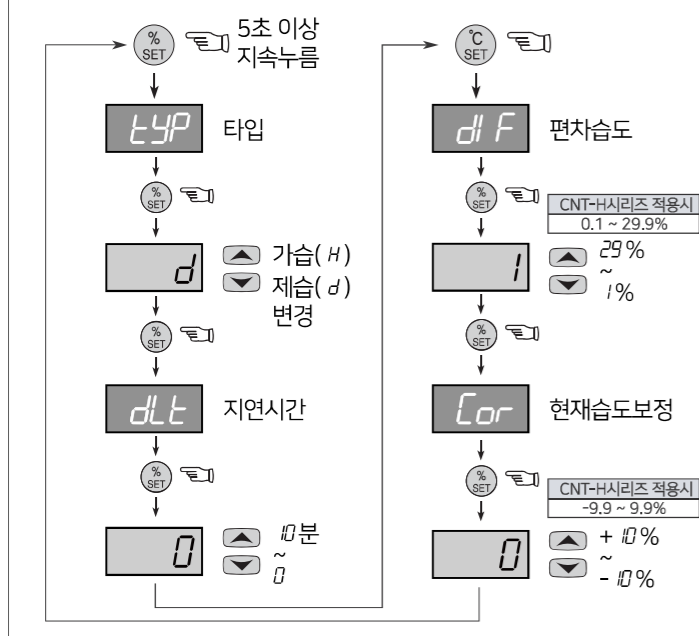 %
SET
5초 이상
지속누름
tYP
타입
%
SET
d
가습( H )
제습( d )
변경
%
SET
dLt
지연시간
%
SET
0
10분
~
0
℃
SET
dIF
편차습도
%
SET
CNT-H시리즈 적용시
0.1 ~ 29.9%
1
29%
~
1%
%
SET
Cor
현재습도보정
%
SET
CNT-H시리즈 적용시
-9.9 ~ 9.9%
0
+ 10%
~
- 10%